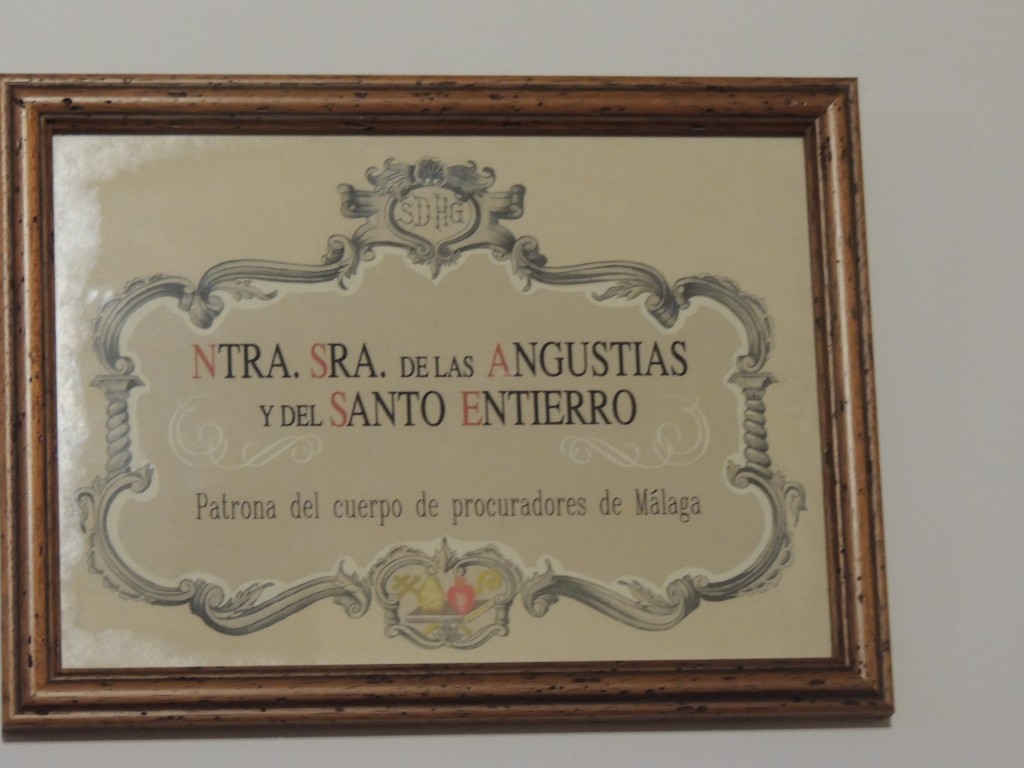 SDHG
NTRA. SRA. DE LAS ANGUSTIAS
Y DEL SANTO ENTIERRO
Patrona del cuerpo de procuradores de Málaga